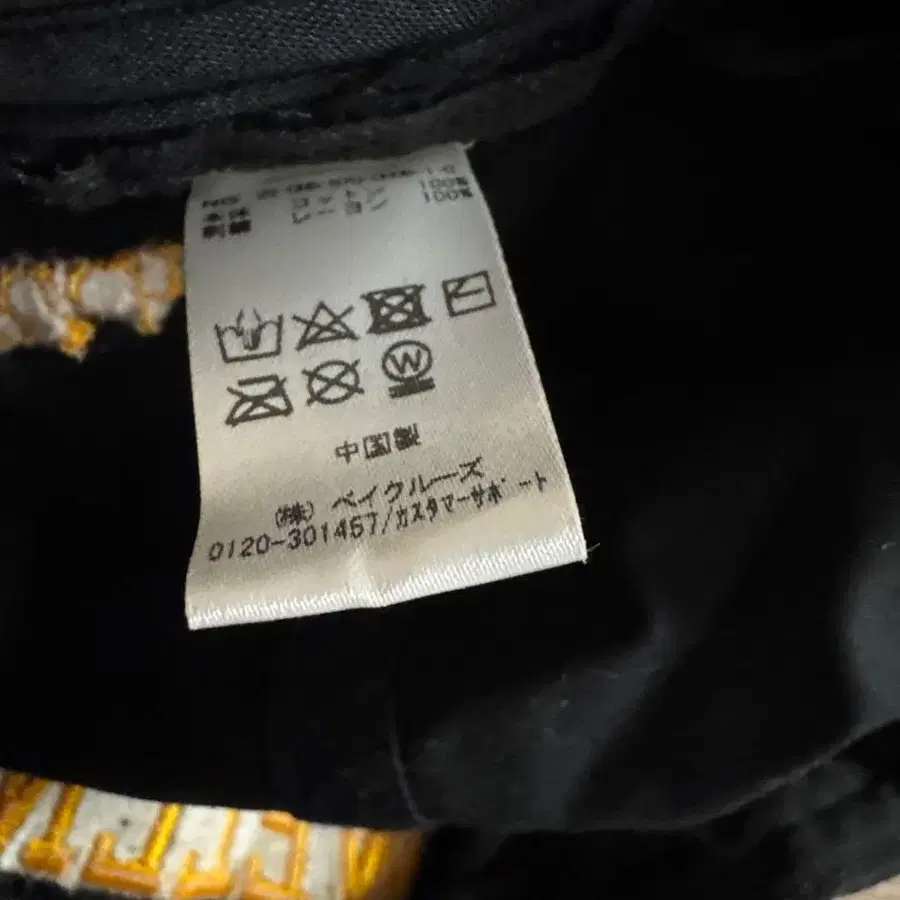 本体 コットン 100%
刺繍 レーヨン 100%
W
中国製
(株) ベイクルーズ
0120-301457/カスタマーサポート